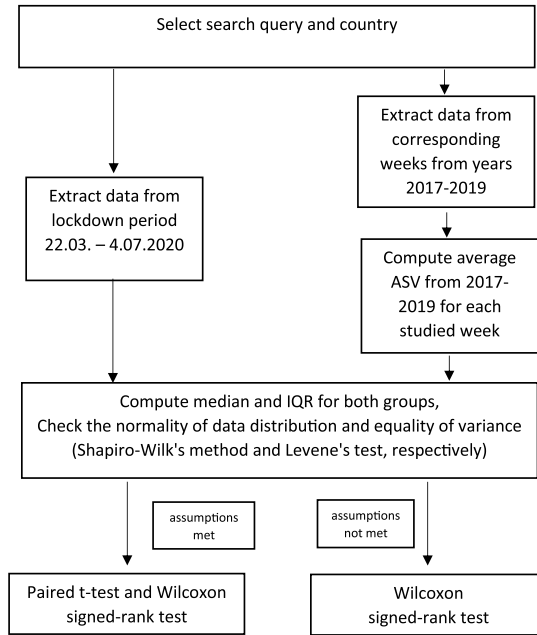 Select search query and country
Extract data from
corresponding
weeks from years
2017-2019
Extract data from
lockdown period
22.03. – 4.07.2020
Compute average
ASV from 2017-
2019 for each
studied week
Compute median and IQR for both groups,
Check the normality of data distribution and equality of variance
(Shapiro-Wilk's method and Levene's test, respectively)
assumptions
met
assumptions
not met
Paired t-test and Wilcoxon
signed-rank test
Wilcoxon
signed-rank test